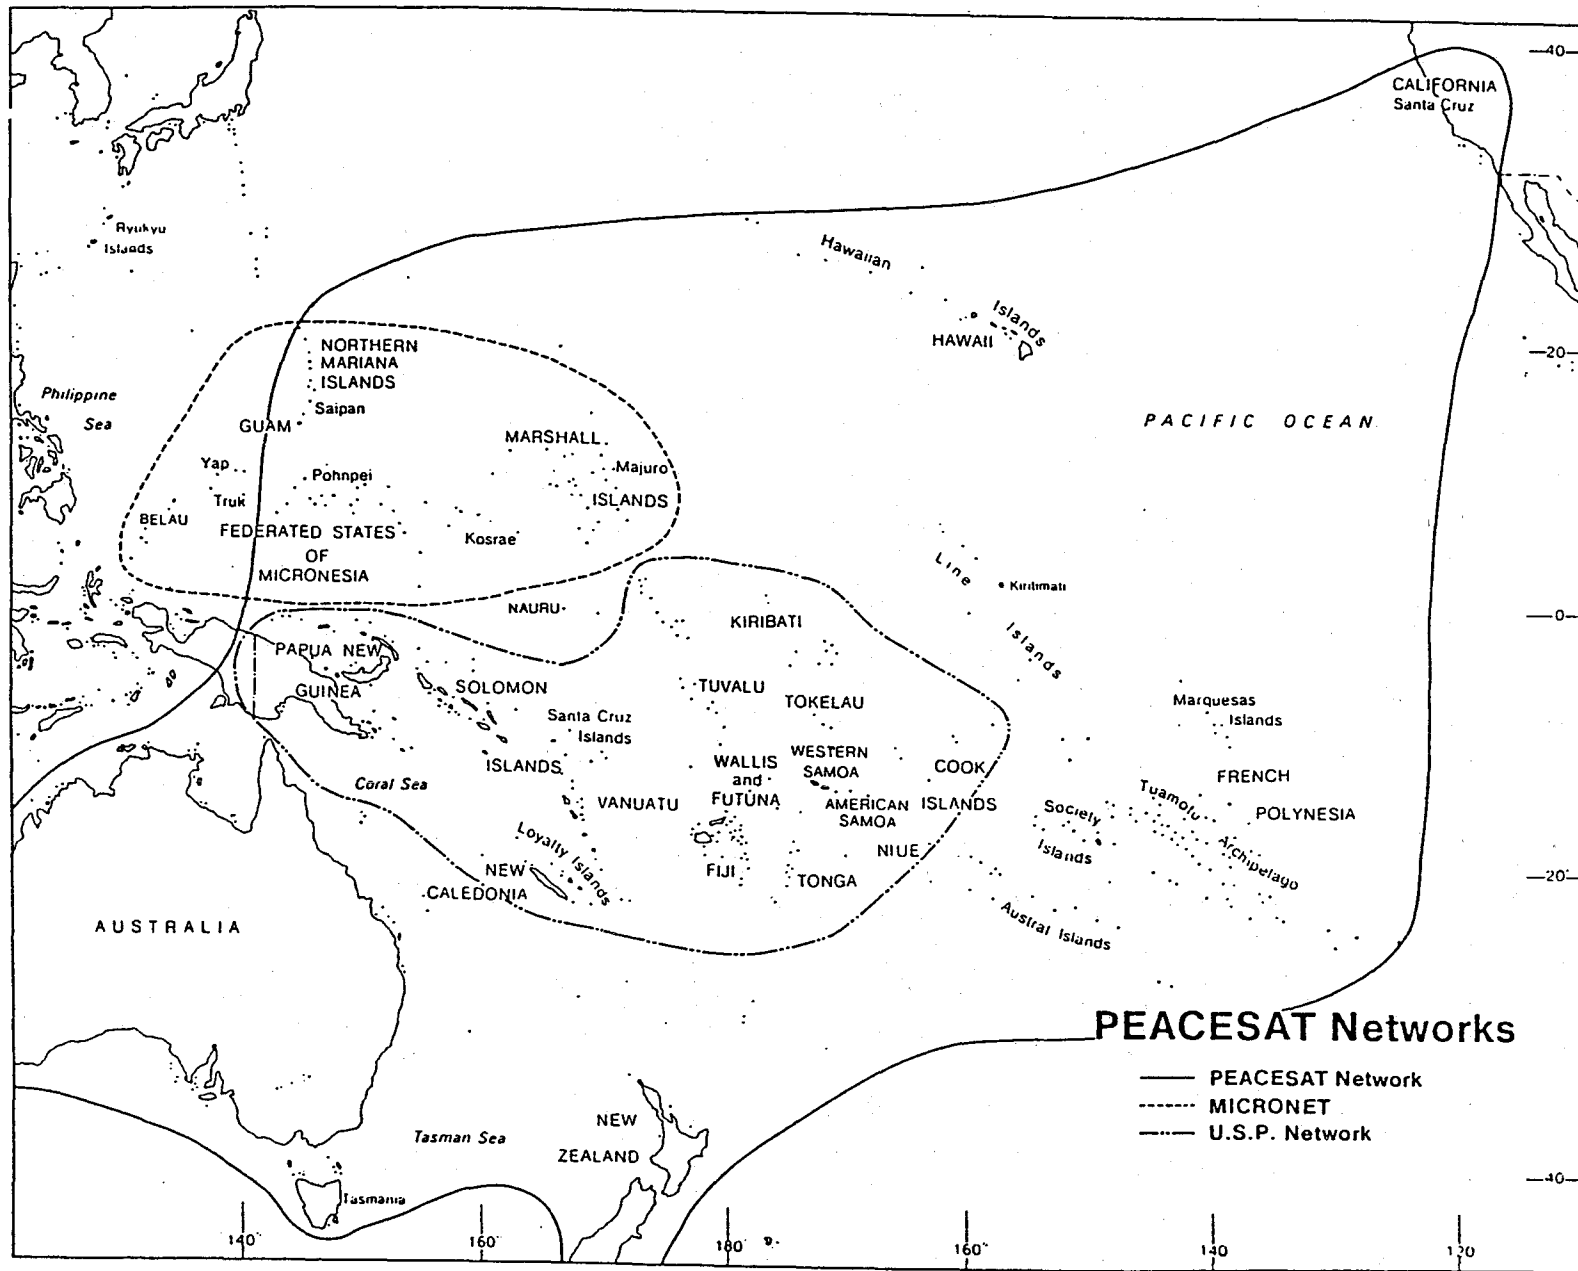 —40—
CALIFORNIA
Santa Cruz
Ryukyu
Islands
Hawaiian
Islands
HAWAII
—20—
NORTHERN
MARIANA
ISLANDS
Saipan
GUAM
Philippine
Sea
PACIFIC OCEAN
MARSHALL
Majuro
ISLANDS
Yap
Pohnpei
Truk
BELAU
FEDERATED STATES
OF
MICRONESIA
Kosrae
Line
Kiritimati
Islands
NAURU
—0—
KIRIBATI
PAPUA NEW
GUINEA
SOLOMON
ISLANDS
Santa Cruz
Islands
TUVALU
TOKELAU
Marquesas
Islands
WALLIS
and
FUTUNA
WESTERN
SAMOA
COOK
ISLANDS
AMERICAN
SAMOA
FRENCH
POLYNESIA
Coral Sea
VANUATU
Society
Islands
Tuamotu
Archipelago
Loyalty Islands
NEW
CALEDONIA
FIJI
NIUE
TONGA
—20—
AUSTRALIA
Austral Islands
PEACESAT Networks
PEACESAT Network
MICRONET
U.S.P. Network
Tasman Sea
NEW
ZEALAND
Tasmania
—40—
140°
160°
180°
160°
140
120